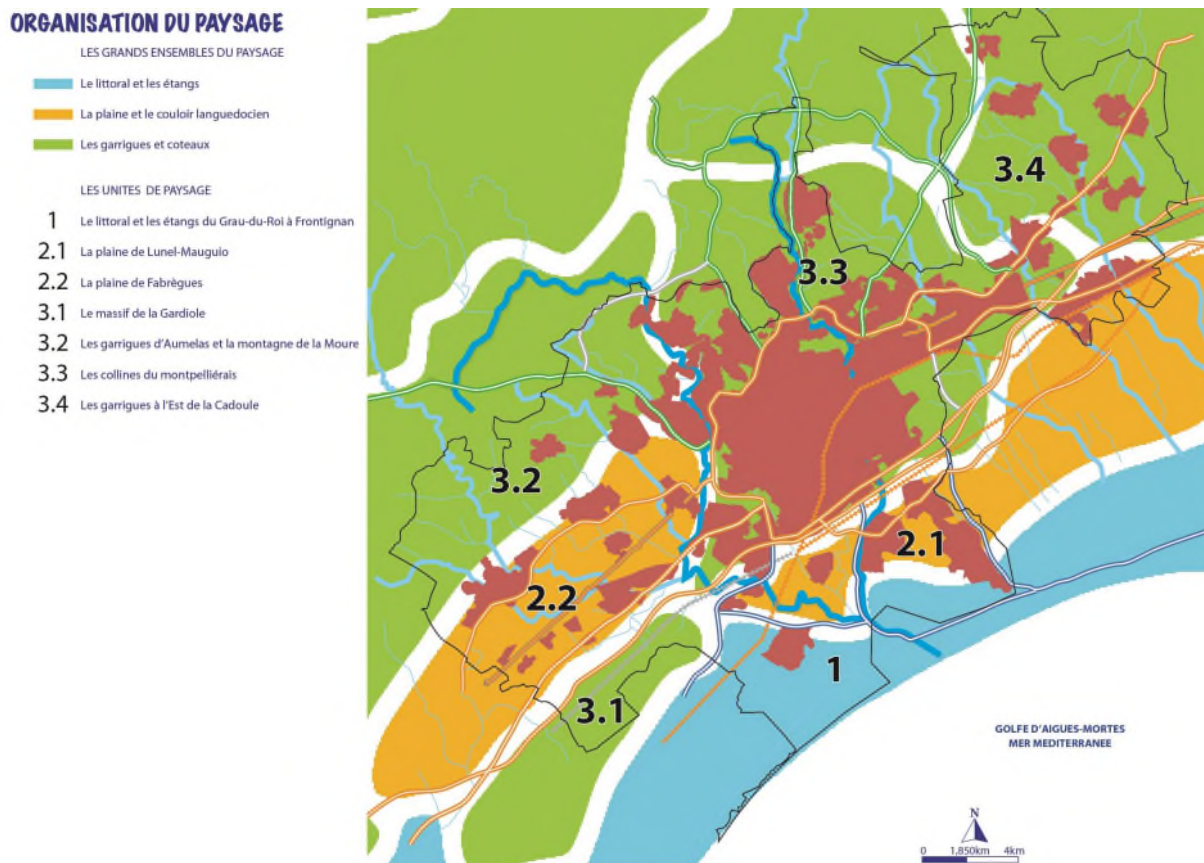 ORGANISATION DU PAYSAGE
LES GRANDS ENSEMBLES DU PAYSAGE
Le littoral et les étangs
La plaine et le couloir languedocien
Les garrigues et coteaux
LES UNITES DE PAYSAGE
1 Le littoral et les étangs du Grau-du-Roi à Frontignan
2.1 La plaine de Lunel-Mauguio
2.2 La plaine de Fabrègues
3.1 Le massif de la Gardiole
3.2 Les garrigues d'Aumelas et la montagne de la Moure
3.3 Les collines du montpelliérais
3.4 Les garrigues à l'Est de la Cadoule
3.4
3.3
3.2
2.1
2.2
1
3.1
GOLFE D'AIGUES-MORTES
MER MEDITERRANEE
N
0 1,850km 4km